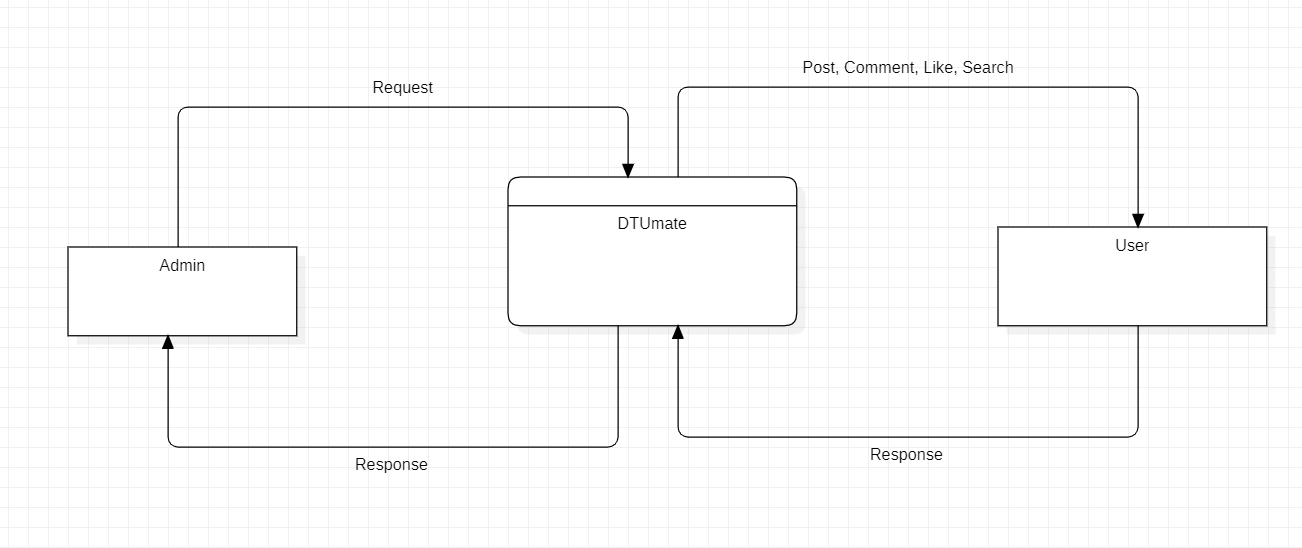 Post, Comment, Like, Search
Request
DTUmate
User
Admin
Response
Response